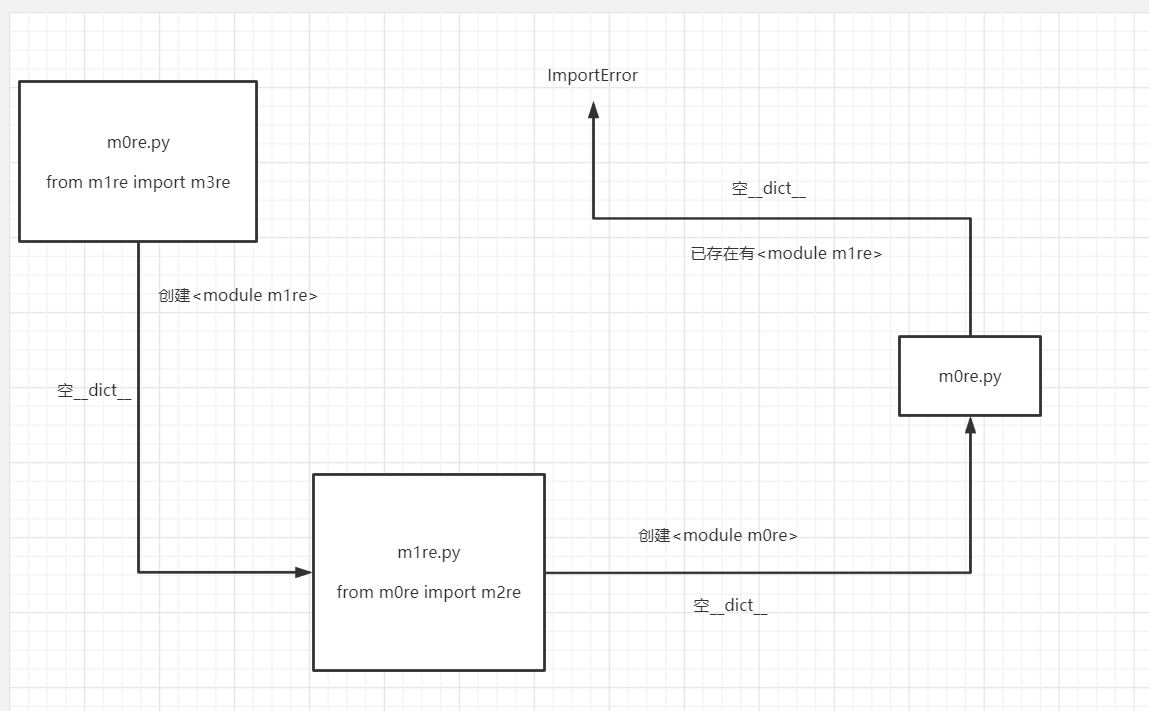 m0re.py
from m1re import m3re
创建<module m1re>
空__dict__
m1re.py
from m0re import m2re
创建<module m0re>
空__dict__
m0re.py
已存在有<module m1re>
空__dict__
ImportError